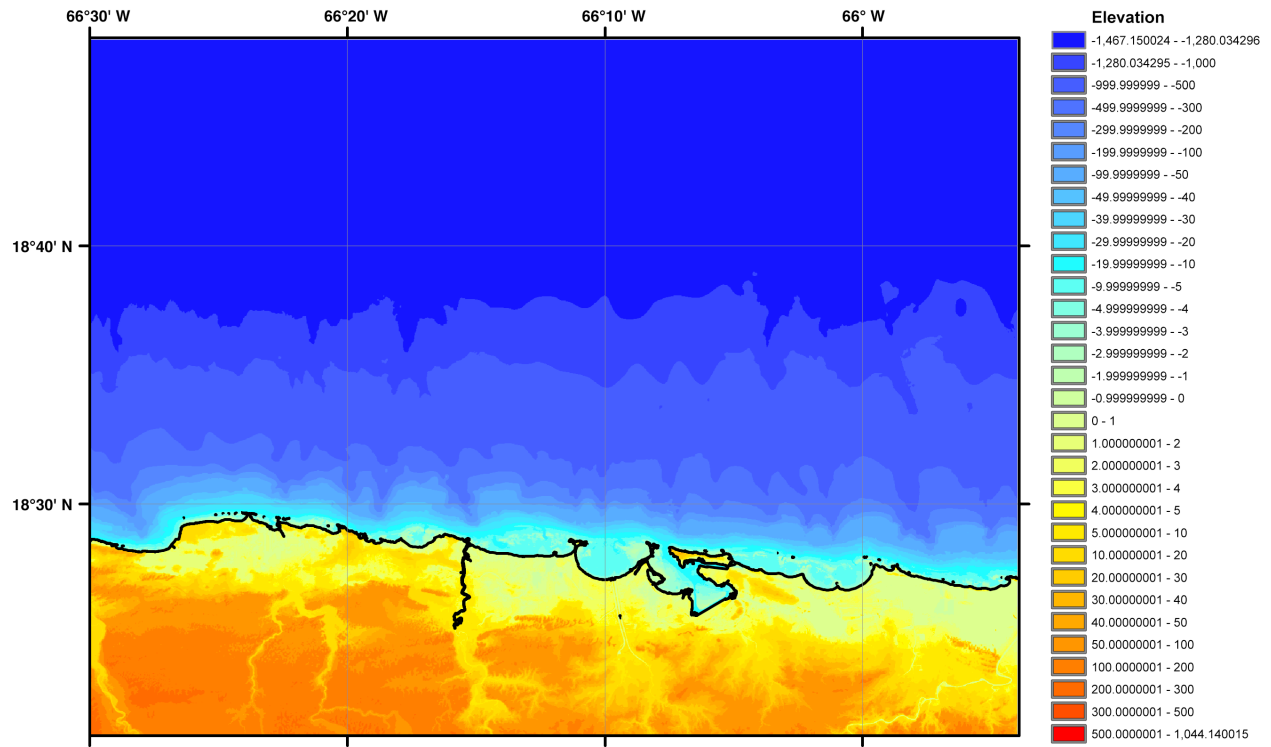 66°30' W
66°20' W
66°10' W
66° W
18°40' N
18°30' N
Elevation
-1,467.150024 - -1,280.034296
-1,280.034295 - -1,000
-999.999999 - -500
-499.9999999 - -300
-299.9999999 - -200
-199.9999999 - -100
-99.9999999 - -50
-49.99999999 - -40
-39.99999999 - -30
-29.99999999 - -20
-19.99999999 - -10
-9.99999999 - -5
-4.999999999 - -4
-3.999999999 - -3
-2.999999999 - -2
-1.999999999 - -1
-0.999999999 - 0
0 - 1
1.000000001 - 2
2.000000001 - 3
3.000000001 - 4
4.000000001 - 5
5.000000001 - 10
10.00000001 - 20
20.00000001 - 30
30.00000001 - 40
40.00000001 - 50
50.00000001 - 100
100.0000001 - 200
200.0000001 - 300
300.0000001 - 500
500.0000001 - 1,044.140015